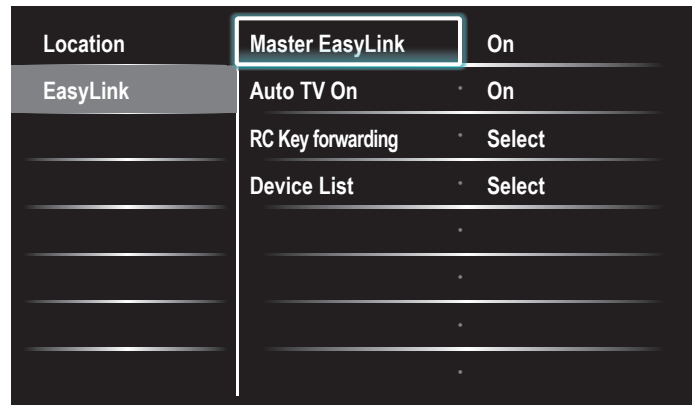 Location Master EasyLink On
EasyLink Auto TV On On
RC Key forwarding Select
Device List Select